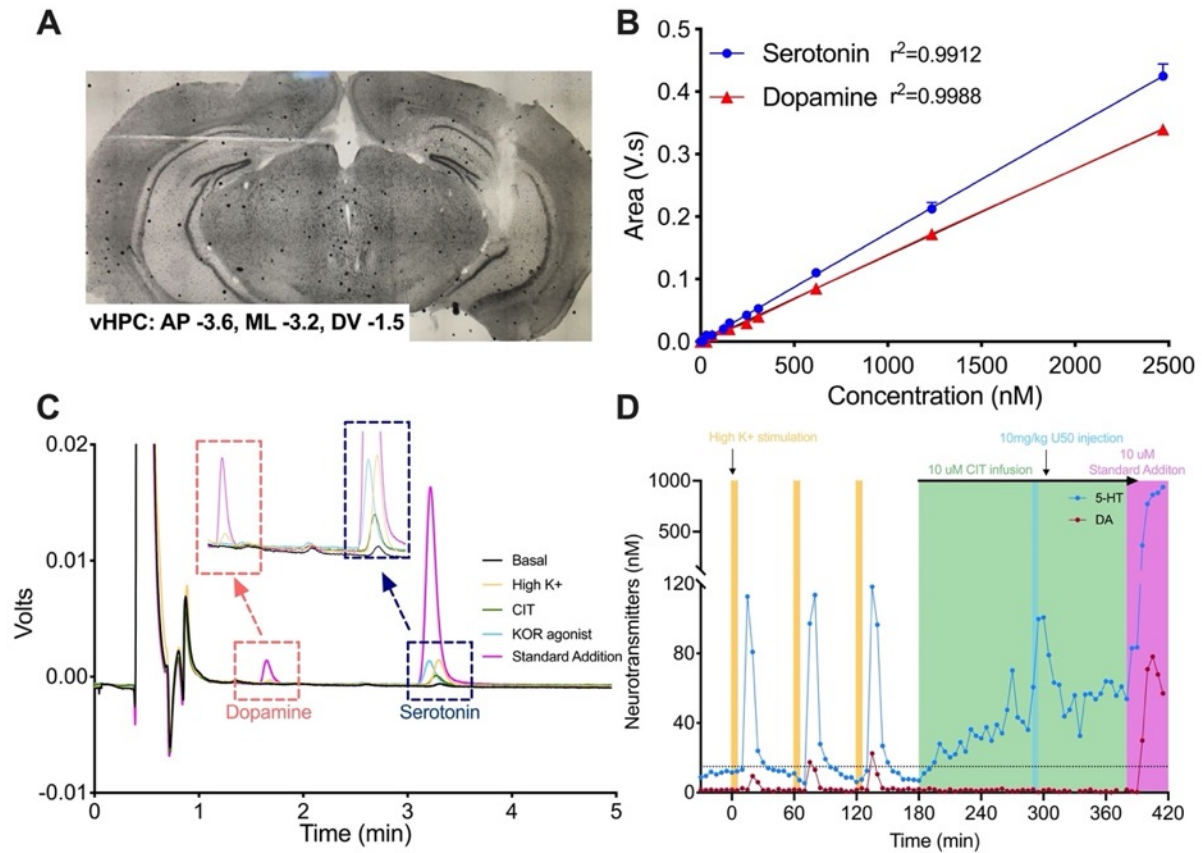 A
vHPC: AP -3.6, ML -3.2, DV -1.5
B
Serotonin r²=0.9912
Dopamine r²=0.9988
0.5
0.4
0.3
0.2
0.1
0.0
Area (V.s)
0 500 1000 1500 2000 2500
Concentration (nM)
C
0.02
0.01
0.00
-0.01
Volts
Basal
High K+
CIT
KOR agonist
Standard Addition
Dopamine
Serotonin
0 1 2 3 4 5
Time (min)
D
High K+ stimulation
10mg/kg U50 injection
10 uM CIT infusion
10 uM
Standard Additon
5-HT
DA
1000
500
120
80
40
0
Neurotransmitters (nM)
0 60 120 180 240 300 360 420
Time (min)